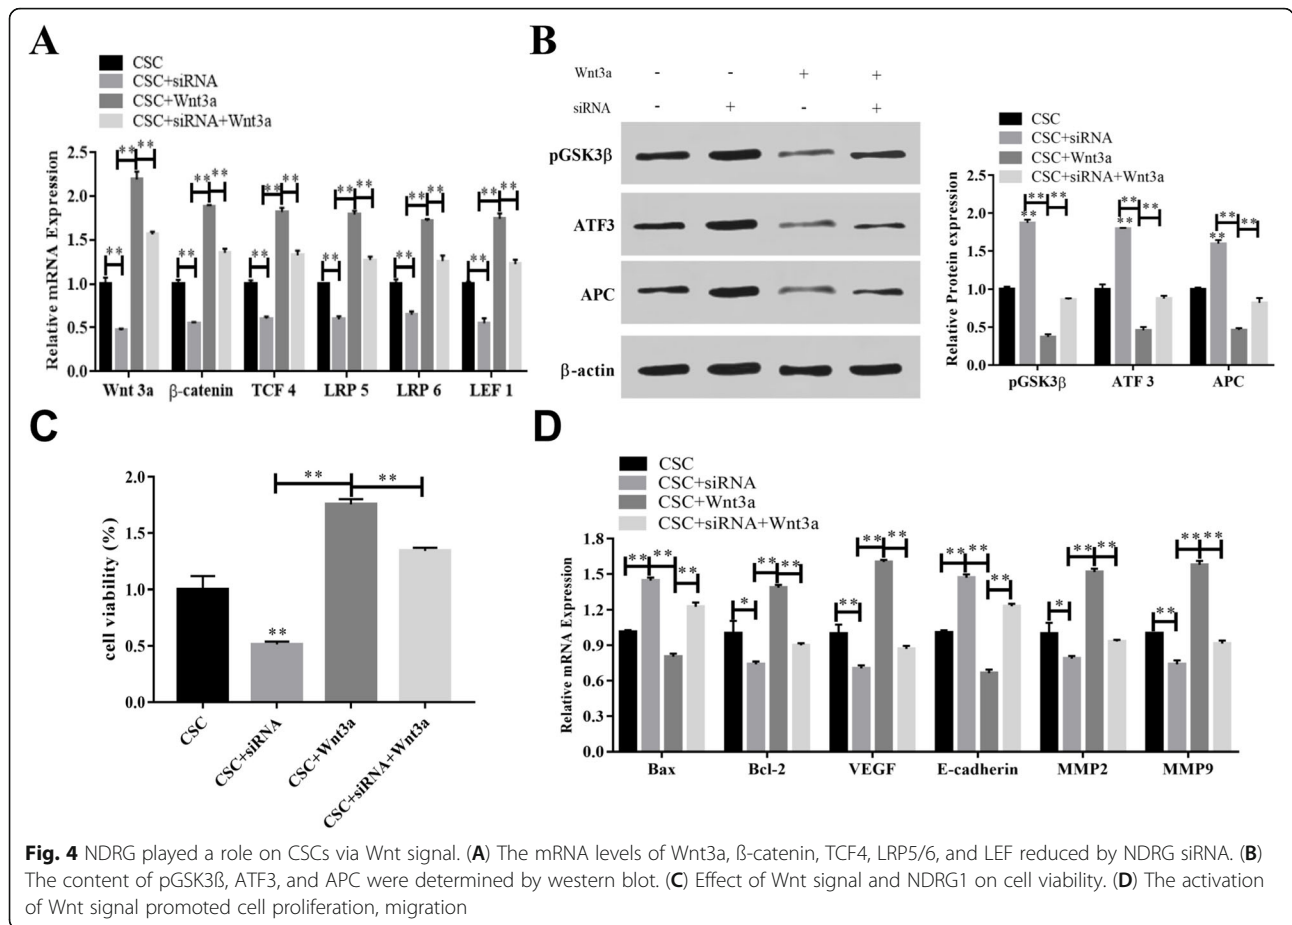 A
CSC
CSC+siRNA
CSC+Wnt3a
CSC+siRNA+Wnt3a
Relative mRNA Expression
2.5
2.0
1.5
1.0
0.5
0.0
** ** ** ** ** ** ** ** ** ** ** **
** ** ** ** ** **
Wnt 3a β-catenin TCF 4 LRP 5 LRP 6 LEF 1
B
Wnt3a - - + +
siRNA - + - +
pGSK3β
ATF3
APC
β-actin
CSC
CSC+siRNA
CSC+Wnt3a
CSC+siRNA+Wnt3a
Relative Protein expression
2.5
2.0
1.5
1.0
0.5
0.0
** ** ** ** ** **
** ** **
pGSK3β ATF 3 APC
C
cell viability (%)
2.0
1.5
1.0
0.5
0.0
** **
**
CSC
CSC+siRNA
CSC+Wnt3a
CSC+siRNA+Wnt3a
D
CSC
CSC+siRNA
CSC+Wnt3a
CSC+siRNA+Wnt3a
Relative mRNA Expression
1.8
1.5
1.2
0.9
0.6
0.3
0.0
** ** ** ** ** ** ** ** ** ** ** **
** * ** ** * **
Bax Bcl-2 VEGF E-cadherin MMP2 MMP9
Fig. 4 NDRG played a role on CSCs via Wnt signal. (A) The mRNA levels of Wnt3a, ß-catenin, TCF4, LRP5/6, and LEF reduced by NDRG siRNA. (B)
The content of pGSK3ß, ATF3, and APC were determined by western blot. (C) Effect of Wnt signal and NDRG1 on cell viability. (D) The activation
of Wnt signal promoted cell proliferation, migration